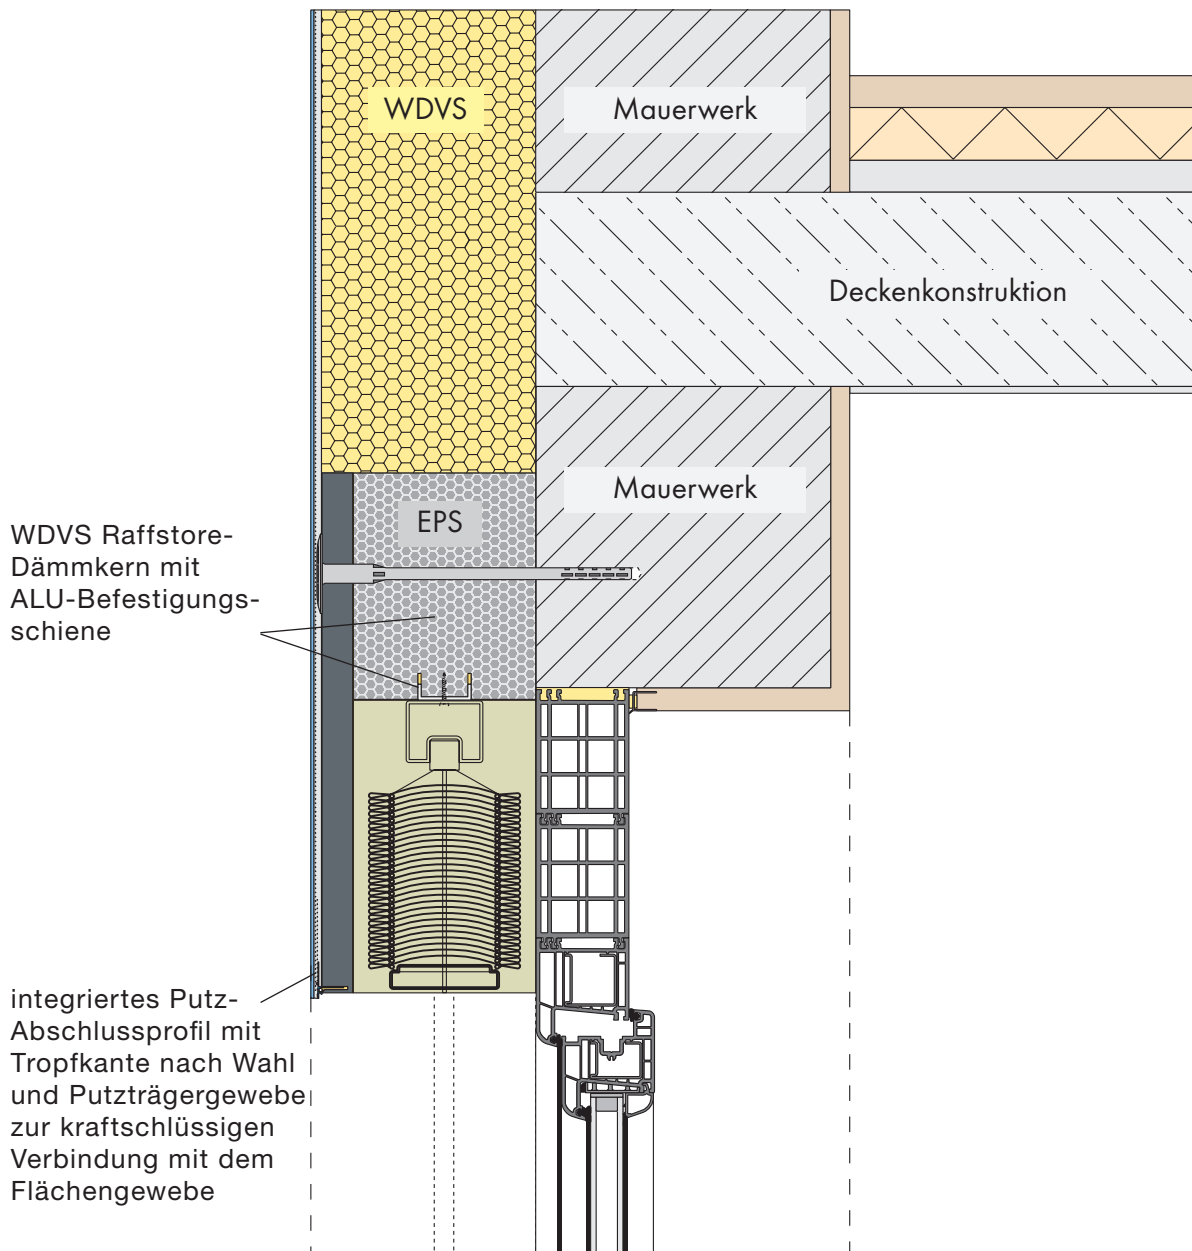 WDVS
Mauerwerk
Deckenkonstruktion
Mauerwerk
EPS
WDVS Raffstore-
Dämmkern mit
ALU-Befestigungs-
schiene
integriertes Putz-
Abschlussprofil mit
Tropfkante nach Wahl
und Putzträgergewebe
zur kraftschlüssigen
Verbindung mit dem
Flächengewebe